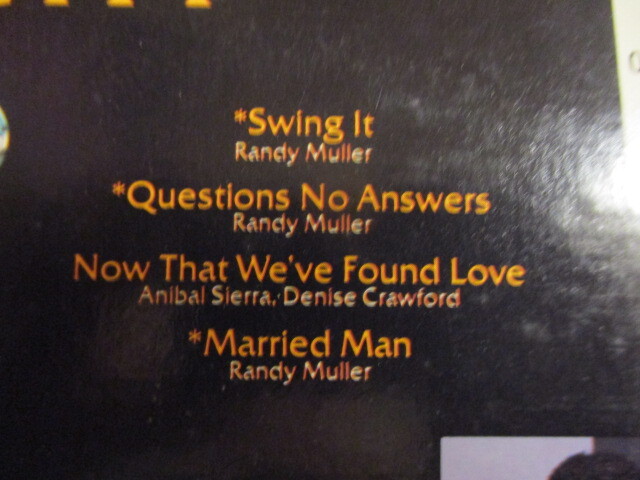 *Swing It
Randy Muller
*Questions No Answers
Randy Muller
Now That We've Found Love
Anibal Sierra, Denise Crawford
*Married Man
Randy Muller